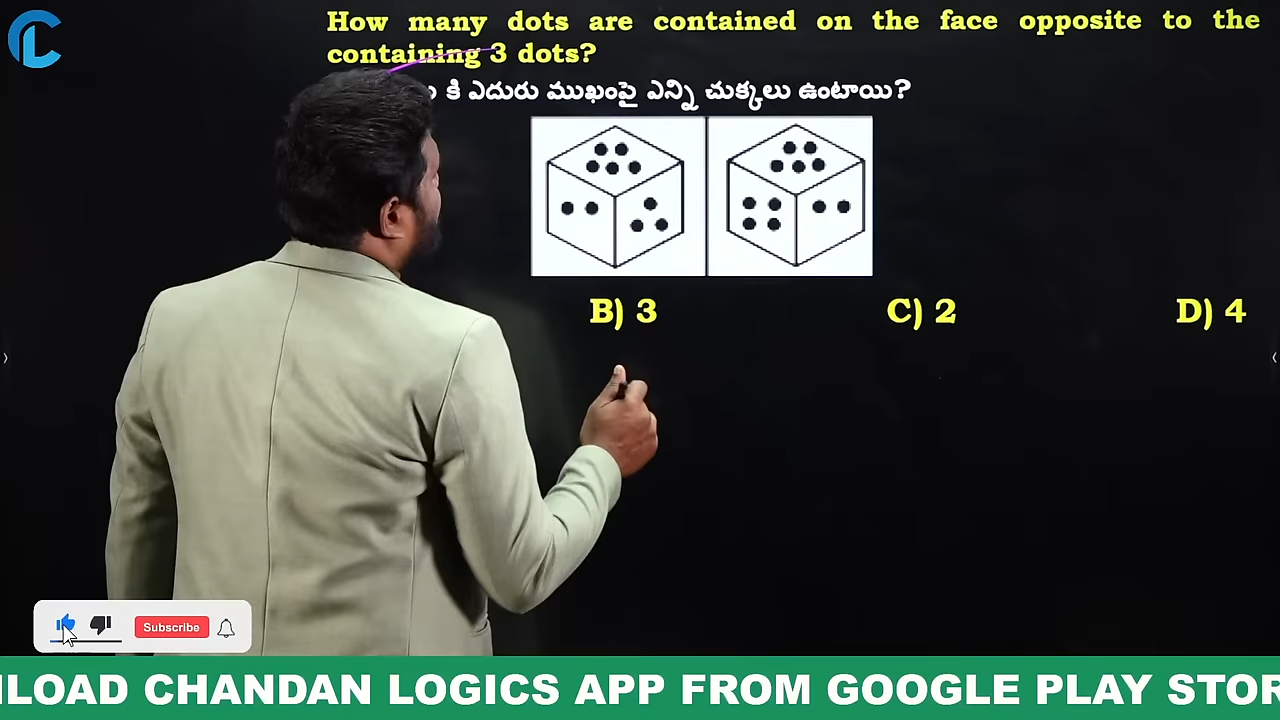 How many dots are contained on the face opposite to the
containing 3 dots?
కి ఎదురు ముఖంపై ఎన్ని చుక్కలు ఉంటాయి?
B) 3 C) 2 D) 4
Subscribe
NLOAD CHANDAN LOGICS APP FROM GOOGLE PLAY STOR